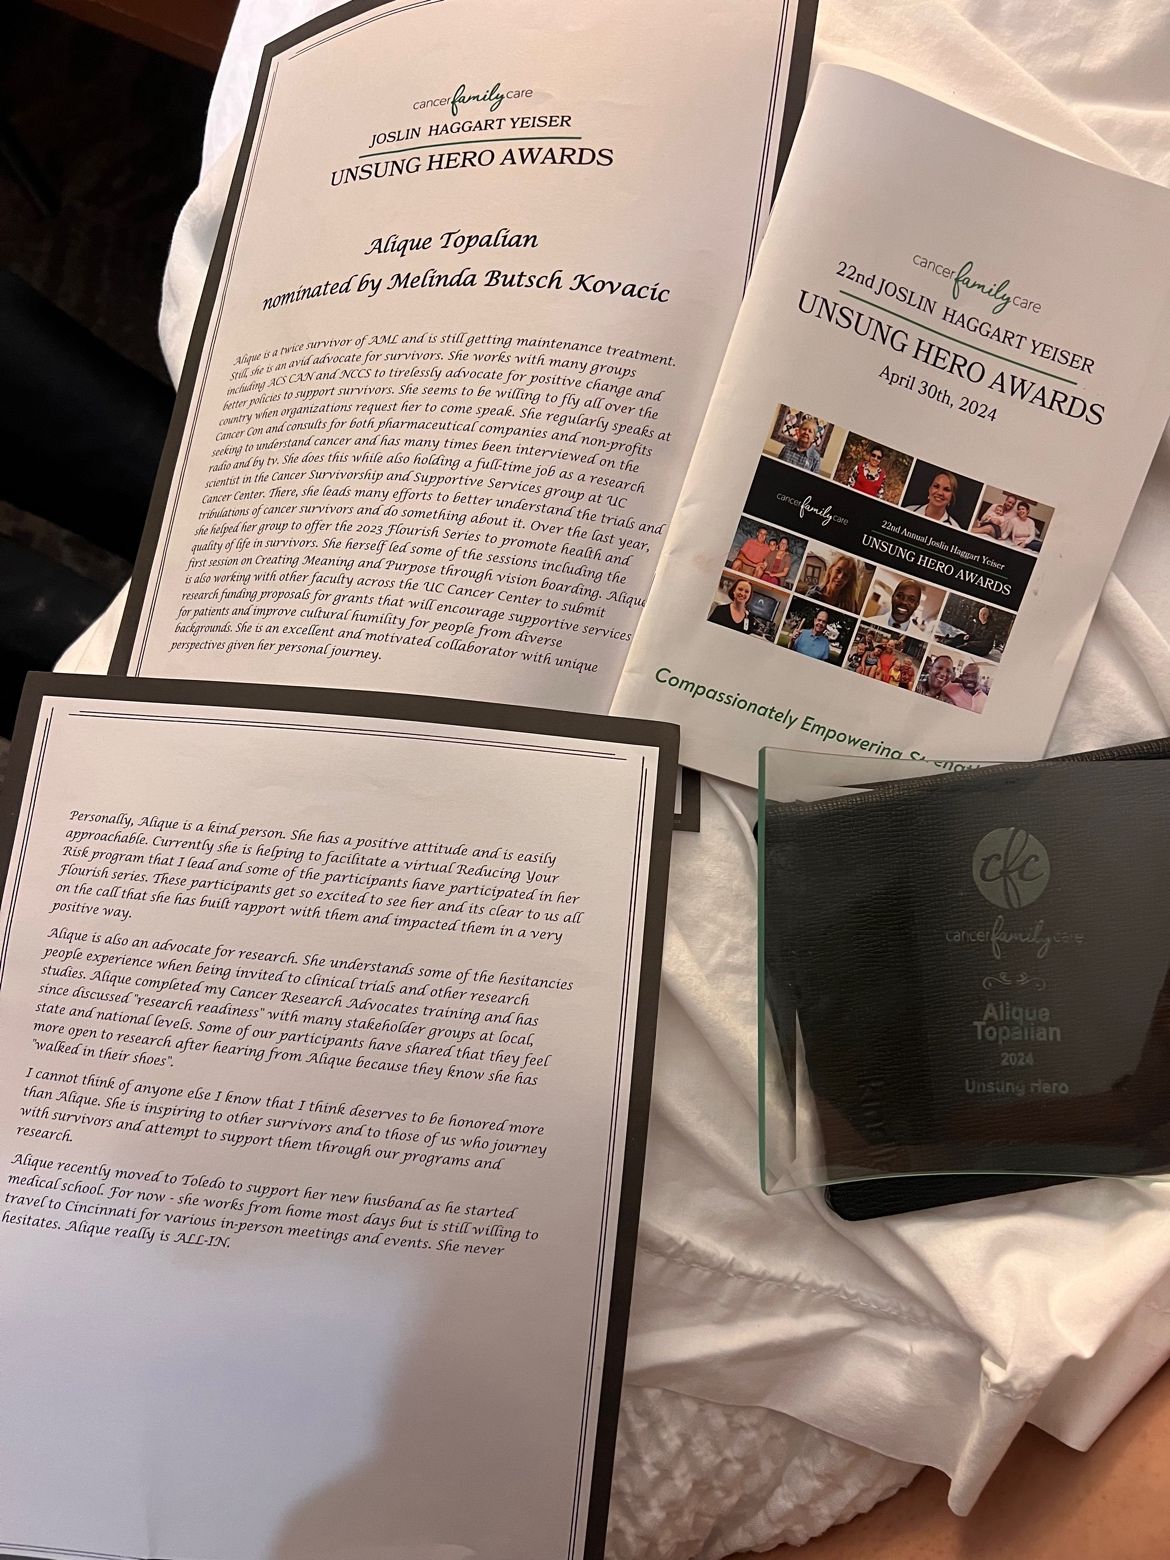 cancer family care
JOSLIN HAGGART YEISER
UNSUNG HERO AWARDS
Alique Topalian
nominated by Melinda Butsch Kovacic
Alique is a twice survivor of AML and is still getting maintenance treatment.
Still, she is an avid advocate for survivors. She works with many groups
including ACS CAN and NCCS to tirelessly advocate for positive change and
better policies to support survivors. She seems to be willing to fly all over the
country when organizations request her to come speak. She regularly speaks at
Cancer Con and consults for both pharmaceutical companies and non-profits
seeking to understand cancer and has many times been interviewed on the
radio and by tv. She does this while also holding a full-time job as a research
scientist in the Cancer Survivorship and Supportive Services group at UC
Cancer Center. There, she leads many efforts to better understand the trials and
tribulations of cancer survivors and do something about it. Over the last year,
she helped her group to offer the 2023 Flourish Series to promote health and
quality of life in survivors. She herself led some of the sessions including the
first session on Creating Meaning and Purpose through vision boarding. Alique
is also working with other faculty across the UC Cancer Center to submit
research funding proposals for grants that will encourage supportive services
for patients and improve cultural humility for people from diverse
backgrounds. She is an excellent and motivated collaborator with unique
perspectives given her personal journey.
cancer family care
22nd JOSLIN HAGGART YEISER
UNSUNG HERO AWARDS
April 30th, 2024
cancer family care
22nd Annual Joslin Haggart Yeiser
UNSUNG HERO AWARDS
Compassionately Empowering Strength
Personally, Alique is a kind person. She has a positive attitude and is easily
approachable. Currently she is helping to facilitate a virtual Reducing Your
Risk program that I lead and some of the participants have participated in her
Flourish series. These participants get so excited to see her and its clear to us all
on the call that she has built rapport with them and impacted them in a very
positive way.
Alique is also an advocate for research. She understands some of the hesitancies
people experience when being invited to clinical trials and other research
studies. Alique completed my Cancer Research Advocates training and has
since discussed "research readiness" with many stakeholder groups at local,
state and national levels. Some of our participants have shared that they feel
more open to research after hearing from Alique because they know she has
"walked in their shoes".
I cannot think of anyone else I know that I think deserves to be honored more
than Alique. She is inspiring to other survivors and to those of us who journey
with survivors and attempt to support them through our programs and
research.
Alique recently moved to Toledo to support her new husband as he started
medical school. For now - she works from home most days but is still willing to
travel to Cincinnati for various in-person meetings and events. She never
hesitates. Alique really is ALL-IN.
cfc
cancer family care
Alique
Topalian
2024
Unsung Hero